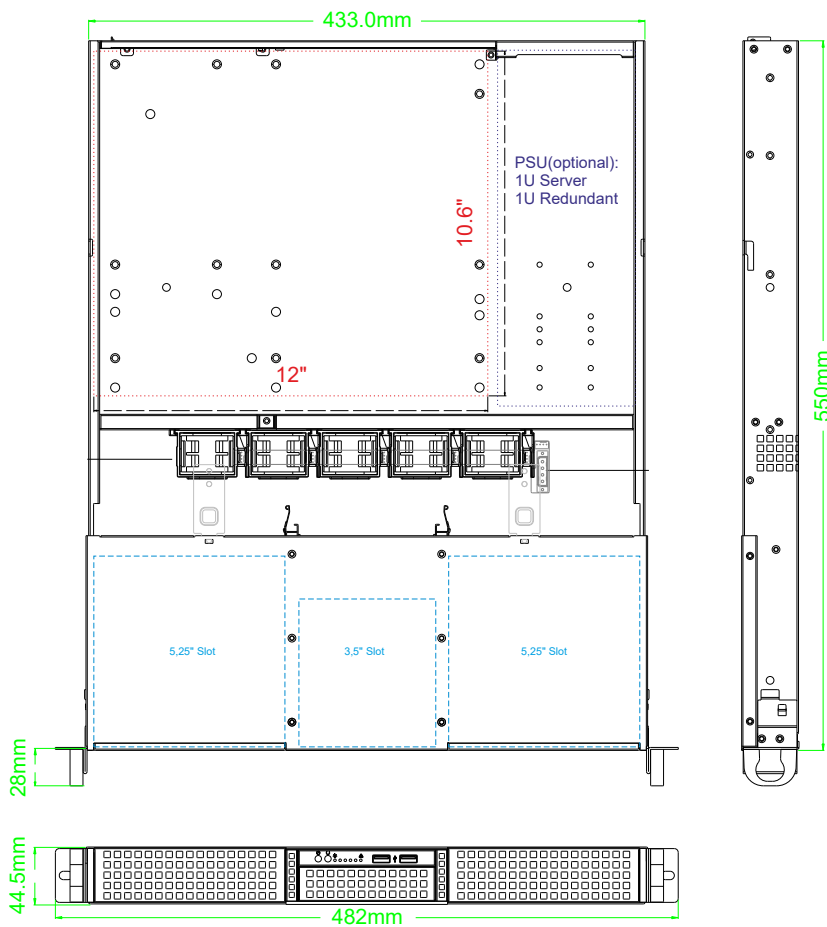 433.0mm
PSU(optional):
1U Server
1U Redundant
10.6"
12"
550mm
5,25" Slot
3,5" Slot
5,25" Slot
28mm
44.5mm
482mm